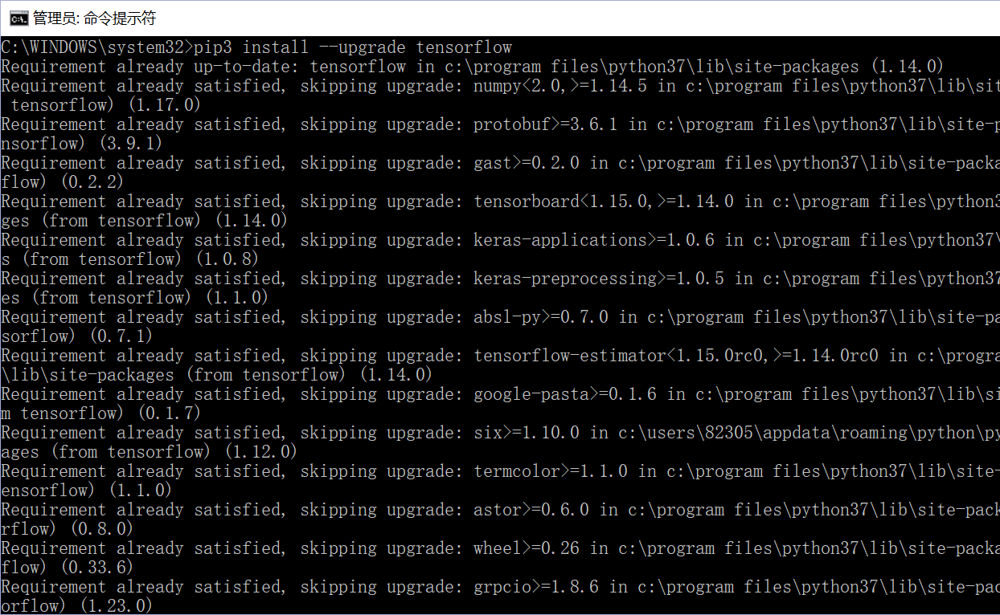 管理员: 命令提示符
C:\WINDOWS\system32>pip3 install --upgrade tensorflow
Requirement already up-to-date: tensorflow in c:\program files\python37\lib\site-packages (1.14.0)
Requirement already satisfied, skipping upgrade: numpy<2.0,>=1.14.5 in c:\program files\python37\lib\sit
 tensorflow) (1.17.0)
Requirement already satisfied, skipping upgrade: protobuf>=3.6.1 in c:\program files\python37\lib\site-p
nsorflow) (3.9.1)
Requirement already satisfied, skipping upgrade: gast>=0.2.0 in c:\program files\python37\lib\site-packa
flow) (0.2.2)
Requirement already satisfied, skipping upgrade: tensorboard<1.15.0,>=1.14.0 in c:\program files\python3
ges (from tensorflow) (1.14.0)
Requirement already satisfied, skipping upgrade: keras-applications>=1.0.6 in c:\program files\python37\
s (from tensorflow) (1.0.8)
Requirement already satisfied, skipping upgrade: keras-preprocessing>=1.0.5 in c:\program files\python37
es (from tensorflow) (1.1.0)
Requirement already satisfied, skipping upgrade: absl-py>=0.7.0 in c:\program files\python37\lib\site-pa
sorflow) (0.7.1)
Requirement already satisfied, skipping upgrade: tensorflow-estimator<1.15.0rc0,>=1.14.0rc0 in c:\progra
\lib\site-packages (from tensorflow) (1.14.0)
Requirement already satisfied, skipping upgrade: google-pasta>=0.1.6 in c:\program files\python37\lib\si
m tensorflow) (0.1.7)
Requirement already satisfied, skipping upgrade: six>=1.10.0 in c:\users\82305\appdata\roaming\python\py
ages (from tensorflow) (1.12.0)
Requirement already satisfied, skipping upgrade: termcolor>=1.1.0 in c:\program files\python37\lib\site-
ensorflow) (1.1.0)
Requirement already satisfied, skipping upgrade: astor>=0.6.0 in c:\program files\python37\lib\site-pack
rflow) (0.8.0)
Requirement already satisfied, skipping upgrade: wheel>=0.26 in c:\program files\python37\lib\site-packa
flow) (0.33.6)
Requirement already satisfied, skipping upgrade: grpcio>=1.8.6 in c:\program files\python37\lib\site-pac
orflow) (1.23.0)